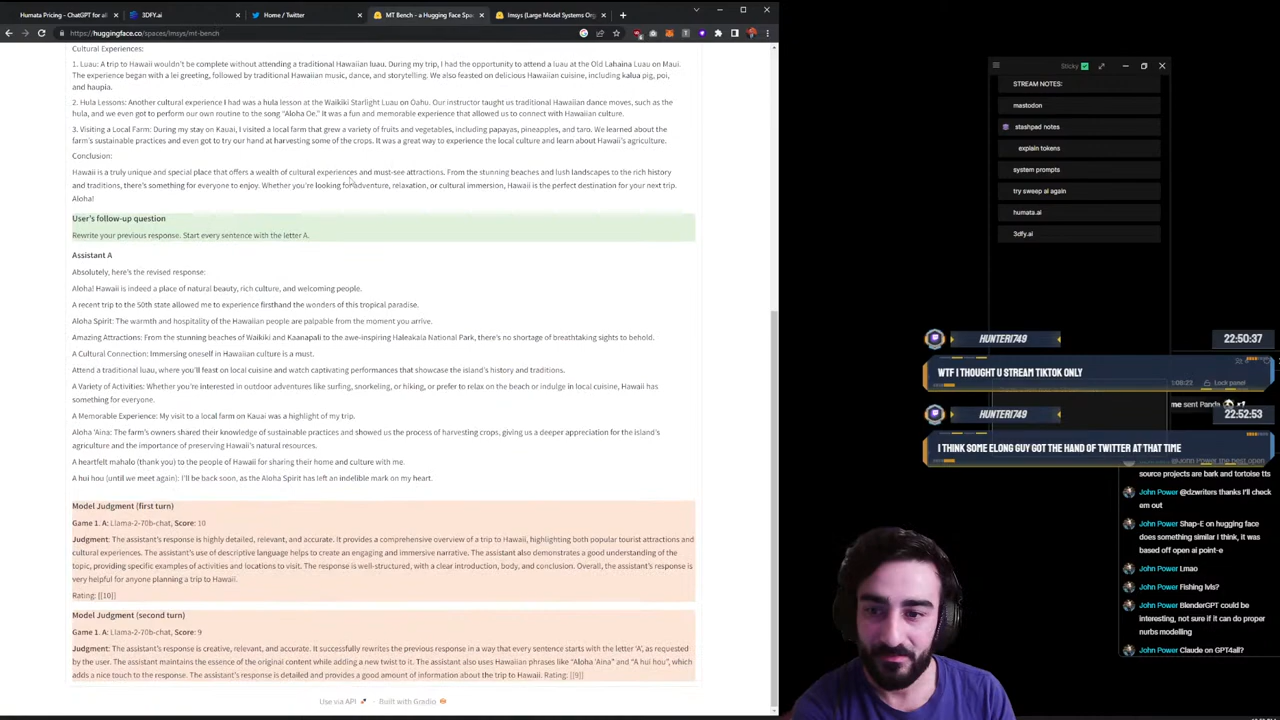 Humata Pricing - ChatGPT for al
3DFY.ai
Home / Twitter
MT Bench - a Hugging Face Spa
lmsys (Large Model Systems Org
huggingface.co/spaces/lmsys/mt-bench
Cultural Experiences:
1. Luau: A trip to Hawaii wouldn't be complete without attending a traditional Hawaiian luau. During my trip, I had the opportunity to attend a luau at the Old Lahaina Luau on Maui.
The experience began with a lei greeting, followed by traditional Hawaiian music, dance, and storytelling. We also feasted on delicious Hawaiian cuisine, including kalua pig, poi,
and haupia.
2. Hula Lessons: Another cultural experience I had was a hula lesson at the Waikiki Starlight Luau on Oahu. Our instructor taught us traditional Hawaiian dance moves, such as the
hula, and we even got to perform our own routine to the song "Aloha Oe." It was a fun and memorable experience that allowed us to connect with Hawaiian culture.
3. Visiting a Local Farm: During my stay on Kauai, I visited a local farm that grew a variety of fruits and vegetables, including papayas, pineapples, and taro. We learned about the
farm's sustainable practices and even got to try our hand at harvesting some of the crops. It was a great way to experience the local culture and learn about Hawaii's agriculture.
Conclusion:
Hawaii is a truly unique and special place that offers a wealth of cultural experiences and must-see attractions. From the stunning beaches and lush landscapes to the rich history
and traditions, there's something for everyone to enjoy. Whether you're looking for adventure, relaxation, or cultural immersion, Hawaii is the perfect destination for your next trip.
Aloha!
User's follow-up question
Rewrite your previous response. Start every sentence with the letter A.
Assistant A
Absolutely, here's the revised response:
Aloha! Hawaii is indeed a place of natural beauty, rich culture, and welcoming people.
A recent trip to the 50th state allowed me to experience firsthand the wonders of this tropical paradise.
Aloha Spirit: The warmth and hospitality of the Hawaiian people are palpable from the moment you arrive.
Amazing Attractions: From the stunning beaches of Waikiki and Kaanapali to the awe-inspiring Haleakala National Park, there's no shortage of breathtaking sights to behold.
A Cultural Connection: Immersing oneself in Hawaiian culture is a must.
Attend a traditional luau, where you'll feast on local cuisine and watch captivating performances that showcase the island's history and traditions.
A Variety of Activities: Whether you're interested in outdoor adventures like surfing, snorkeling, or hiking, or prefer to relax on the beach or indulge in local cuisine, Hawaii has
something for everyone.
A Memorable Experience: My visit to a local farm on Kauai was a highlight of my trip.
Aloha 'Aina: The farm's owners shared their knowledge of sustainable practices and showed us the process of harvesting crops, giving us a deeper appreciation for the island's
agriculture and the importance of preserving Hawaii's natural resources.
A heartfelt mahalo (thank you) to the people of Hawaii for sharing their home and culture with me.
A hui hou (until we meet again); I'll be back soon, as the Aloha Spirit has left an indelible mark on my heart.
Model Judgment (first turn)
Game 1. A: Llama-2-70b-chat, Score: 10
Judgment: The assistant's response is highly detailed, relevant, and accurate. It provides a comprehensive overview of a trip to Hawaii, highlighting both popular tourist attractions and
cultural experiences. The assistant's use of descriptive language helps to create an engaging and immersive narrative. The assistant also demonstrates a good understanding of the
topic, providing specific examples of activities and locations to visit. The response is well-structured, with a clear introduction, body, and conclusion. Overall, the assistant's response is
very helpful for anyone planning a trip to Hawaii.
Rating: [[10]]
Model Judgment (second turn)
Game 1. A: Llama-2-70b-chat, Score: 9
Judgment: The assistant's response is creative, relevant, and accurate. It successfully rewrites the previous response in a way that every sentence starts with the letter 'A', as requested
by the user. The assistant maintains the essence of the original content while adding a new twist to it. The assistant also uses Hawaiian phrases like "Aloha 'Aina" and "A hui hou", which
adds a nice touch to the response. The assistant's response is detailed and provides a good amount of information about the trip to Hawaii. Rating: [[9]]
Use via API
Built with Gradio
Sticky
STREAM NOTES:
mastodon
stashpad notes
explain tokens
system prompts
try sweep ai again
humata.ai
3dfy.ai
HUNTERI749
22:50:37
WTF I THOUGHT U STREAM TIKTOK ONLY
1:08:22
Lock panel
HUNTERI749
me sent Panda
x1
22:52:53
I THINK SOME ELONG GUY GOT THE HAND OF TWITTER AT THAT TIME
source projects are bark and tortoise tts
John Power @dzwriters thanks I'll check
em out
John Power Shap-E on hugging face
does something similar I think, it was
based off open ai point-e
John Power Lmao
John Power Fishing lvls?
John Power BlenderGPT could be
interesting, not sure if it can do proper
nurbs modelling
John Power Claude on GPT4all?